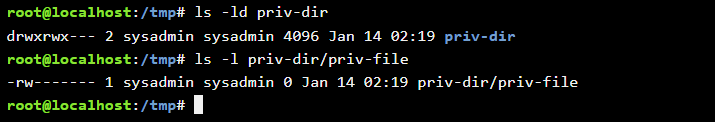 root@localhost:/tmp# ls -ld priv-dir
drwxrwx--- 2 sysadmin sysadmin 4096 Jan 14 02:19 priv-dir
root@localhost:/tmp# ls -l priv-dir/priv-file
-rw------- 1 sysadmin sysadmin 0 Jan 14 02:19 priv-dir/priv-file
root@localhost:/tmp#